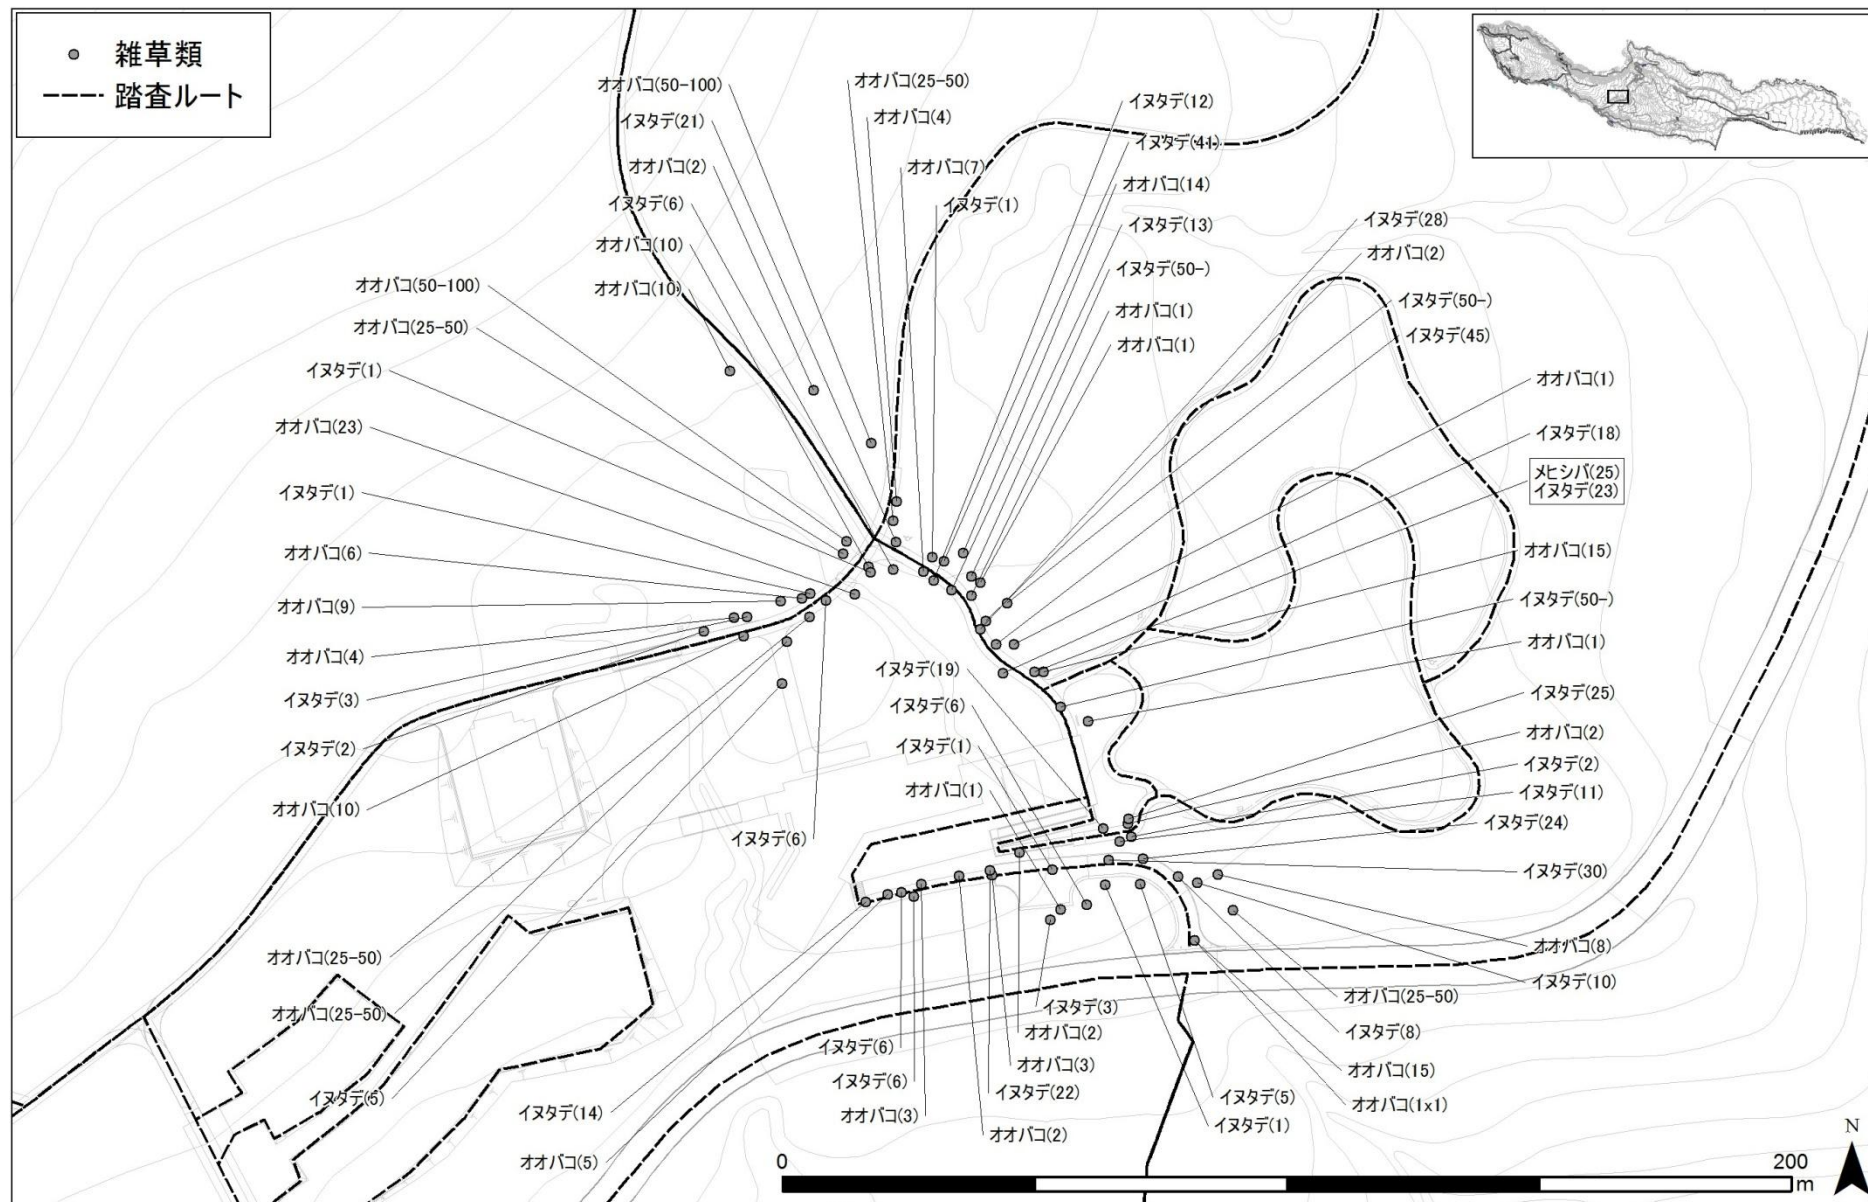 雑草類
踏査ルート
オオバコ(50-100)
イヌタデ(21)
オオバコ(2)
イヌタデ(6)
オオバコ(10)
オオバコ(10)
オオバコ(50-100)
オオバコ(25-50)
イヌタデ(1)
オオバコ(23)
イヌタデ(1)
オオバコ(6)
オオバコ(9)
オオバコ(4)
イヌタデ(3)
イヌタデ(2)
オオバコ(10)
オオバコ(25-50)
オオバコ(25-50)
イヌタデ(5)
オオバコ(25-50)
オオバコ(4)
オオバコ(7)
イヌタデ(1)
イヌタデ(12)
イヌタデ(41)
オオバコ(14)
イヌタデ(13)
イヌタデ(50-)
オオバコ(1)
オオバコ(1)
イヌタデ(28)
オオバコ(2)
イヌタデ(50-)
イヌタデ(45)
オオバコ(1)
イヌタデ(18)
メヒシバ(25)
イヌタデ(23)
オオバコ(15)
イヌタデ(50-)
オオバコ(1)
イヌタデ(25)
オオバコ(2)
イヌタデ(2)
イヌタデ(11)
イヌタデ(24)
イヌタデ(30)
オオバコ(8)
イヌタデ(10)
オオバコ(25-50)
イヌタデ(8)
オオバコ(15)
オオバコ(1x1)
イヌタデ(19)
イヌタデ(6)
イヌタデ(1)
オオバコ(1)
イヌタデ(6)
イヌタデ(14)
オオバコ(5)
イヌタデ(6)
イヌタデ(6)
オオバコ(3)
イヌタデ(3)
オオバコ(2)
オオバコ(3)
イヌタデ(22)
オオバコ(2)
イヌタデ(5)
イヌタデ(1)
0
200
m
N